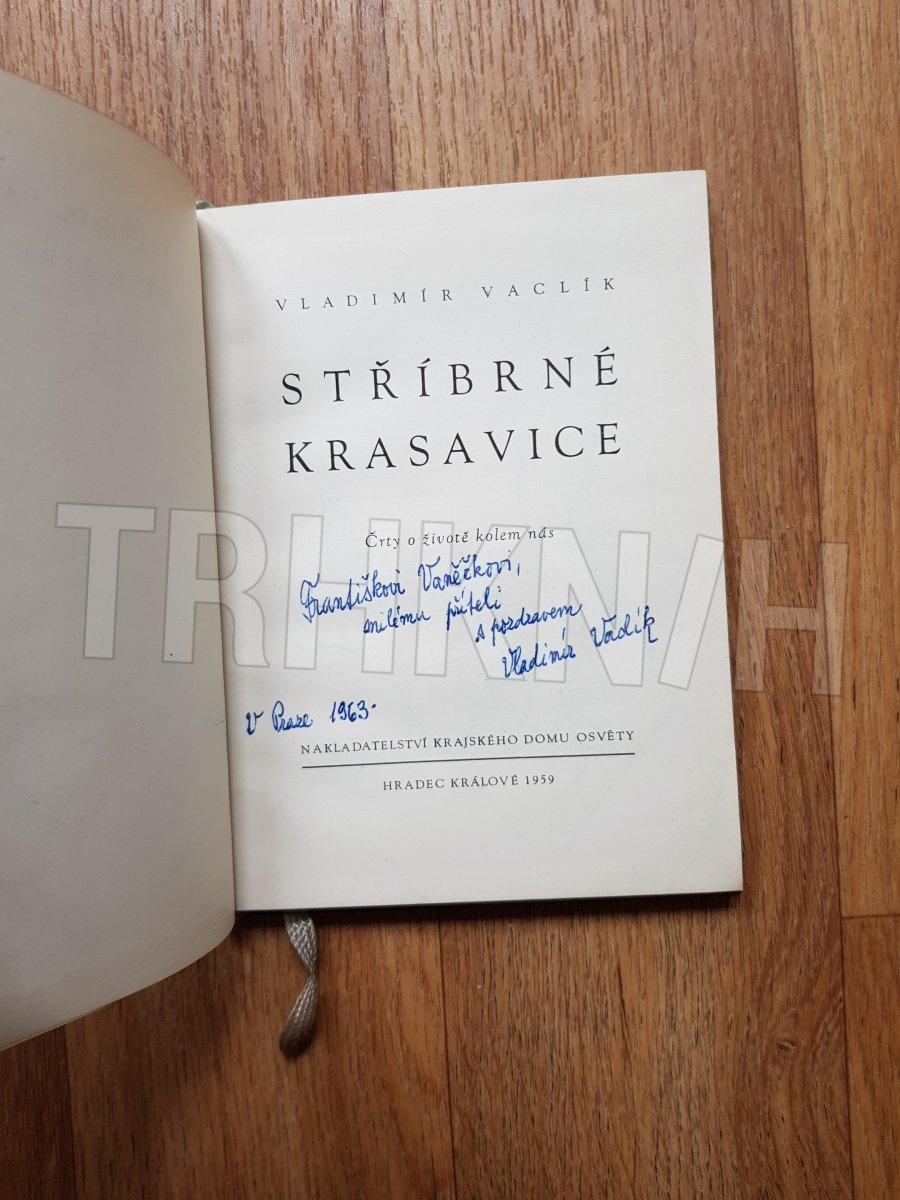 VLADIMÍR VACLÍK
STŘÍBRNÉ
KRASAVICE
Črty o životě kolem nás
Františkovi Vaněčkovi,
milému příteli
s pozdravem
Vladimír Vaclík
V Praze 1963.
NAKLADATELSTVÍ KRAJSKÉHO DOMU OSVĚTY
HRADEC KRÁLOVÉ 1959
TRHKNIH